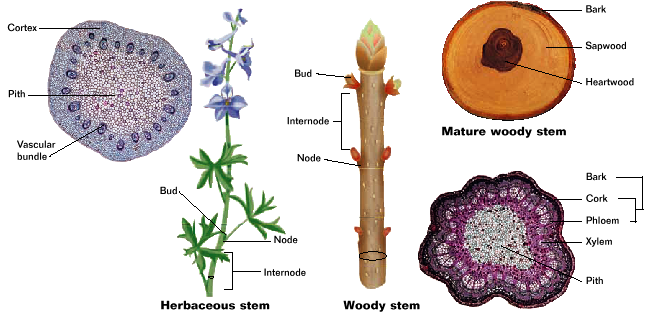 Cortex
Pith
Vascular
bundle
Bud
Node
Internode
Herbaceous stem
Bud
Internode
Node
Woody stem
Bark
Sapwood
Heartwood
Mature woody stem
Bark
Cork
Phloem
Xylem
Pith